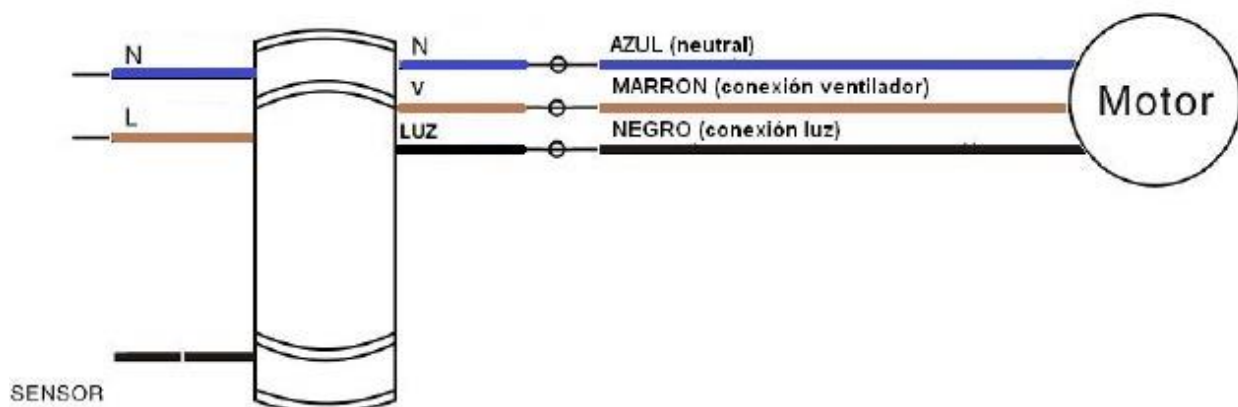 N
L
SENSOR
N
V
LUZ
AZUL (neutral)
MARRON (conexión ventilador)
NEGRO (conexión luz)
Motor